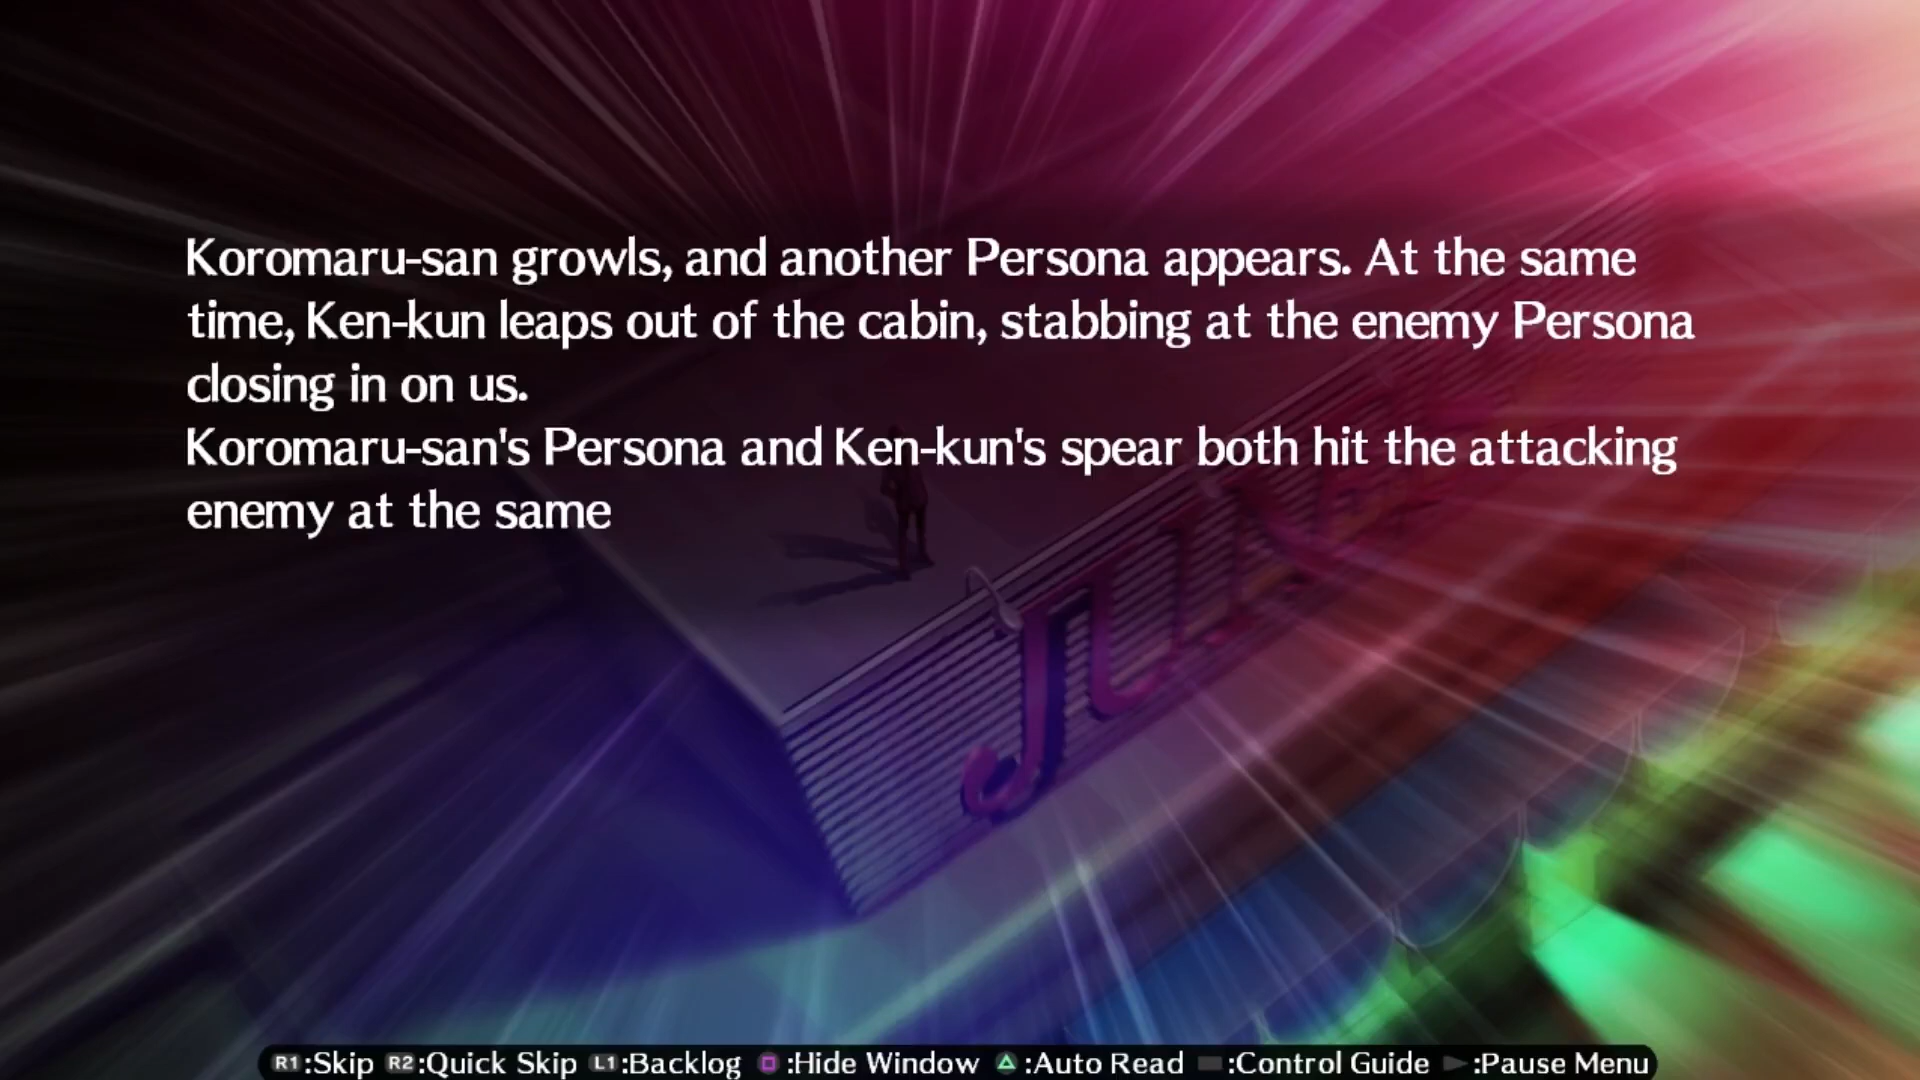 Koromaru-san growls, and another Persona appears. At the same
time, Ken-kun leaps out of the cabin, stabbing at the enemy Persona
closing in on us.
Koromaru-san's Persona and Ken-kun's spear both hit the attacking
enemy at the same
JUNES
R1:Skip R2:Quick Skip L1:Backlog :Hide Window :Auto Read :Control Guide :Pause Menu